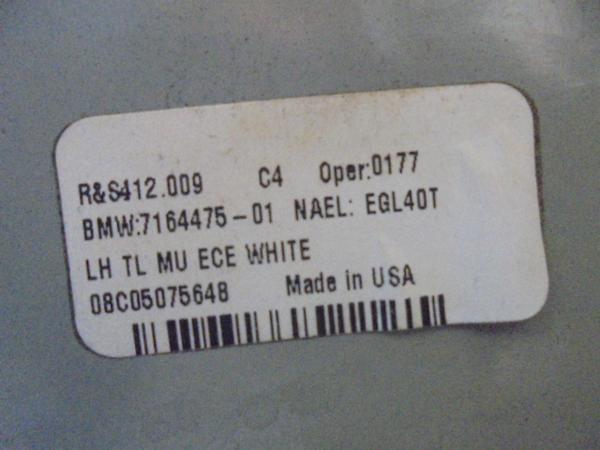 R&S412.009 C4 Oper:0177
BMW:7164475-01 NAEL: EGL40T
LH TL MU ECE WHITE
08C05075648 Made in USA